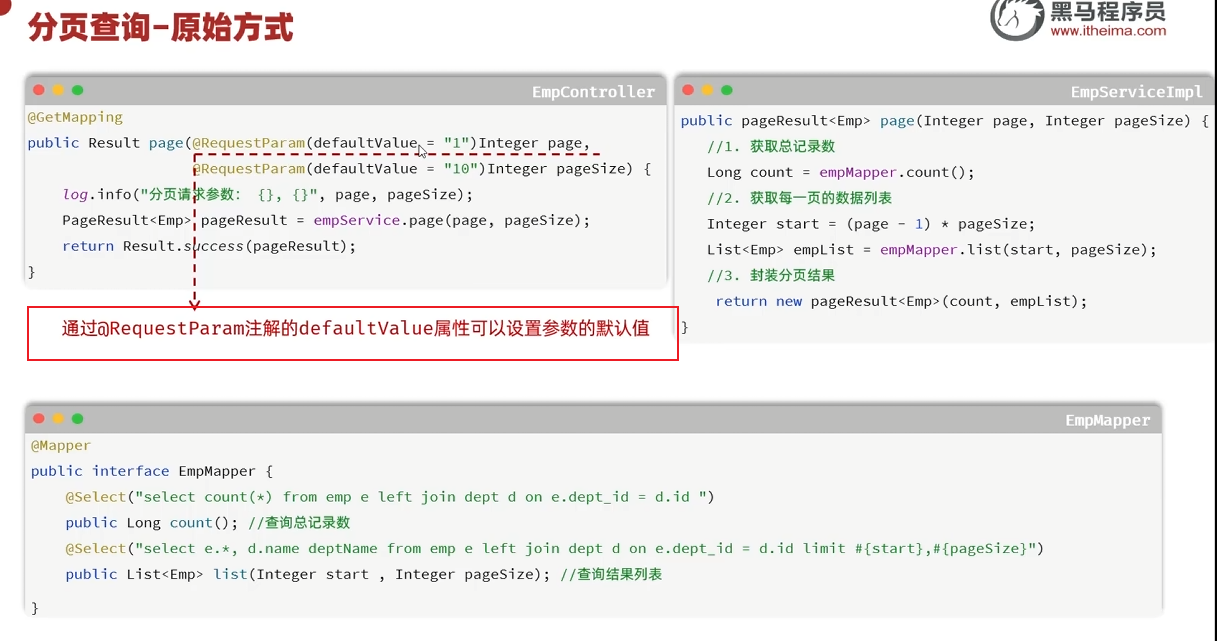 分页查询-原始方式
黑马程序员
www.itheima.com
EmpController
@GetMapping
public Result page(@RequestParam(defaultValue = "1")Integer page,
@RequestParam(defaultValue = "10")Integer pageSize) {
log.info("分页请求参数： {}, {}", page, pageSize);
PageResult<Emp> pageResult = empService.page(page, pageSize);
return Result.success(pageResult);
}
通过@RequestParam注解的defaultValue属性可以设置参数的默认值
EmpServiceImpl
public pageResult<Emp> page(Integer page, Integer pageSize) {
//1. 获取总记录数
Long count = empMapper.count();
//2. 获取每一页的数据列表
Integer start = (page - 1) * pageSize;
List<Emp> empList = empMapper.list(start, pageSize);
//3. 封装分页结果
return new pageResult<Emp>(count, empList);
}
EmpMapper
@Mapper
public interface EmpMapper {
@Select("select count(*) from emp e left join dept d on e.dept_id = d.id ")
public Long count(); //查询总记录数
@Select("select e.*, d.name deptName from emp e left join dept d on e.dept_id = d.id limit #{start},#{pageSize}")
public List<Emp> list(Integer start , Integer pageSize); //查询结果列表
}